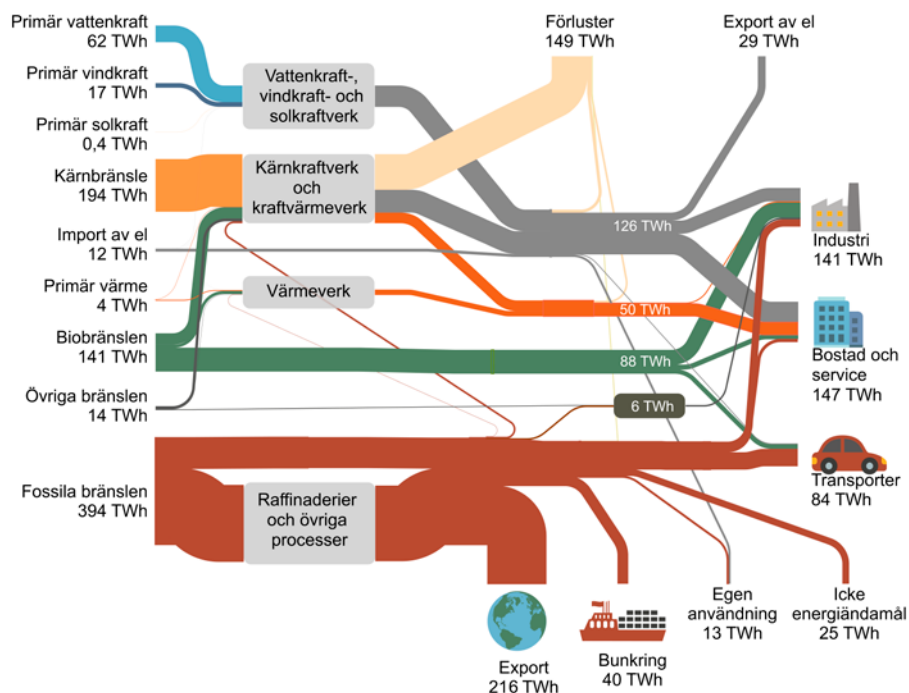 Primär vattenkraft
62 TWh
Primär vindkraft
17 TWh
Primär solkraft
0,4 TWh
Kärnbränsle
194 TWh
Import av el
12 TWh
Primär värme
4 TWh
Biobränslen
141 TWh
Övriga bränslen
14 TWh
Fossila bränslen
394 TWh
Vattenkraft-,
vindkraft- och
solkraftverk
Kärnkraftverk
och
kraftvärmeverk
Värmeverk
Raffinaderier
och övriga
processer
Förluster
149 TWh
Export av el
29 TWh
126 TWh
50 TWh
88 TWh
6 TWh
Industri
141 TWh
Bostad och
service
147 TWh
Transporter
84 TWh
Export
216 TWh
Bunkring
40 TWh
Egen
användning
13 TWh
Icke
energiändamål
25 TWh